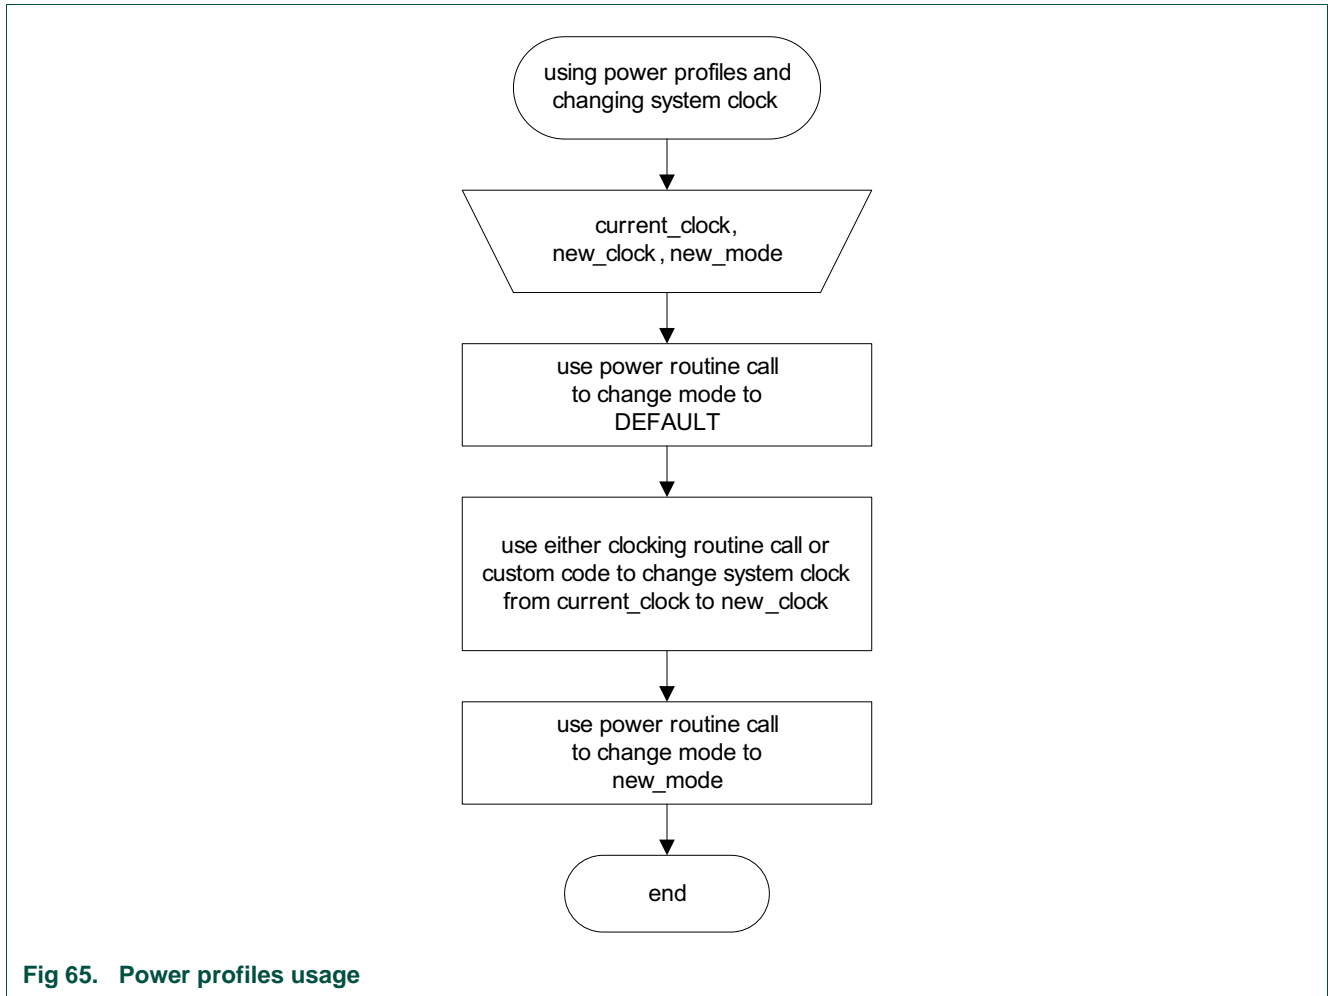 using power profiles and
changing system clock
current_clock,
new_clock, new_mode
use power routine call
to change mode to
DEFAULT
use either clocking routine call or
custom code to change system clock
from current_clock to new_clock
use power routine call
to change mode to
new_mode
end
Fig 65. Power profiles usage